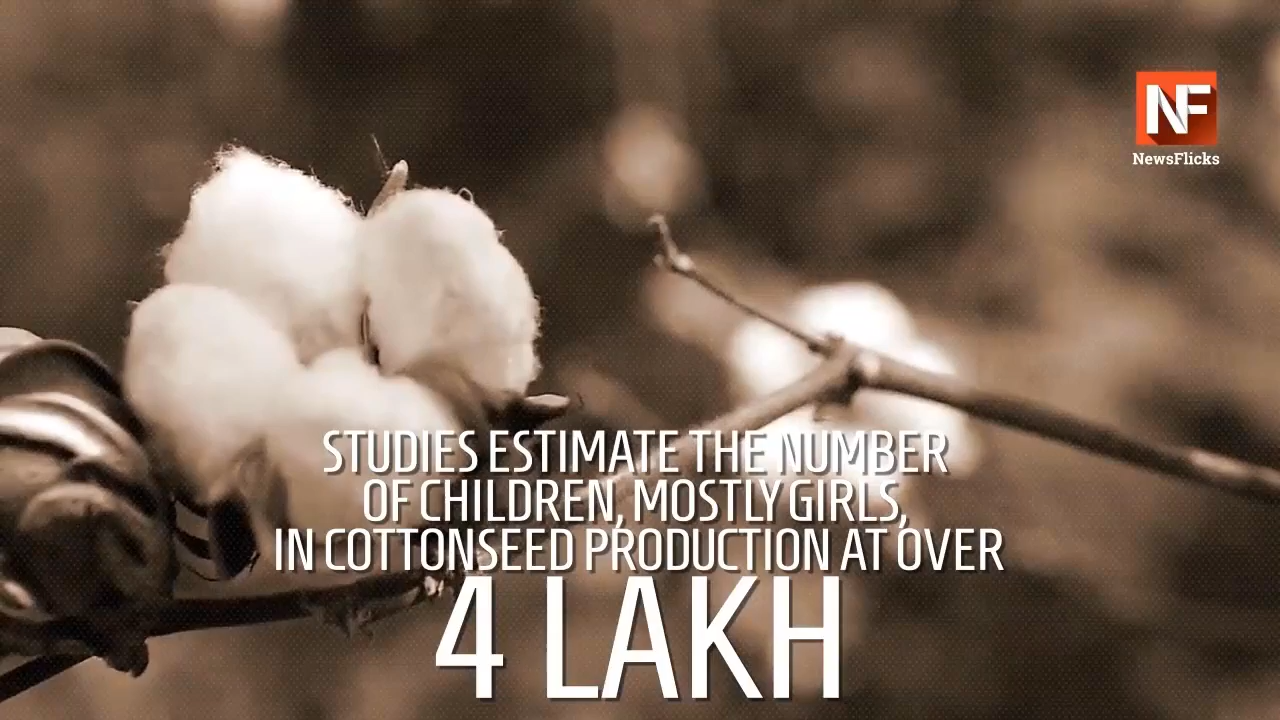 NF
NewsFlicks
STUDIES ESTIMATE THE NUMBER
OF CHILDREN, MOSTLY GIRLS,
IN COTTONSEED PRODUCTION AT OVER
4 LAKH